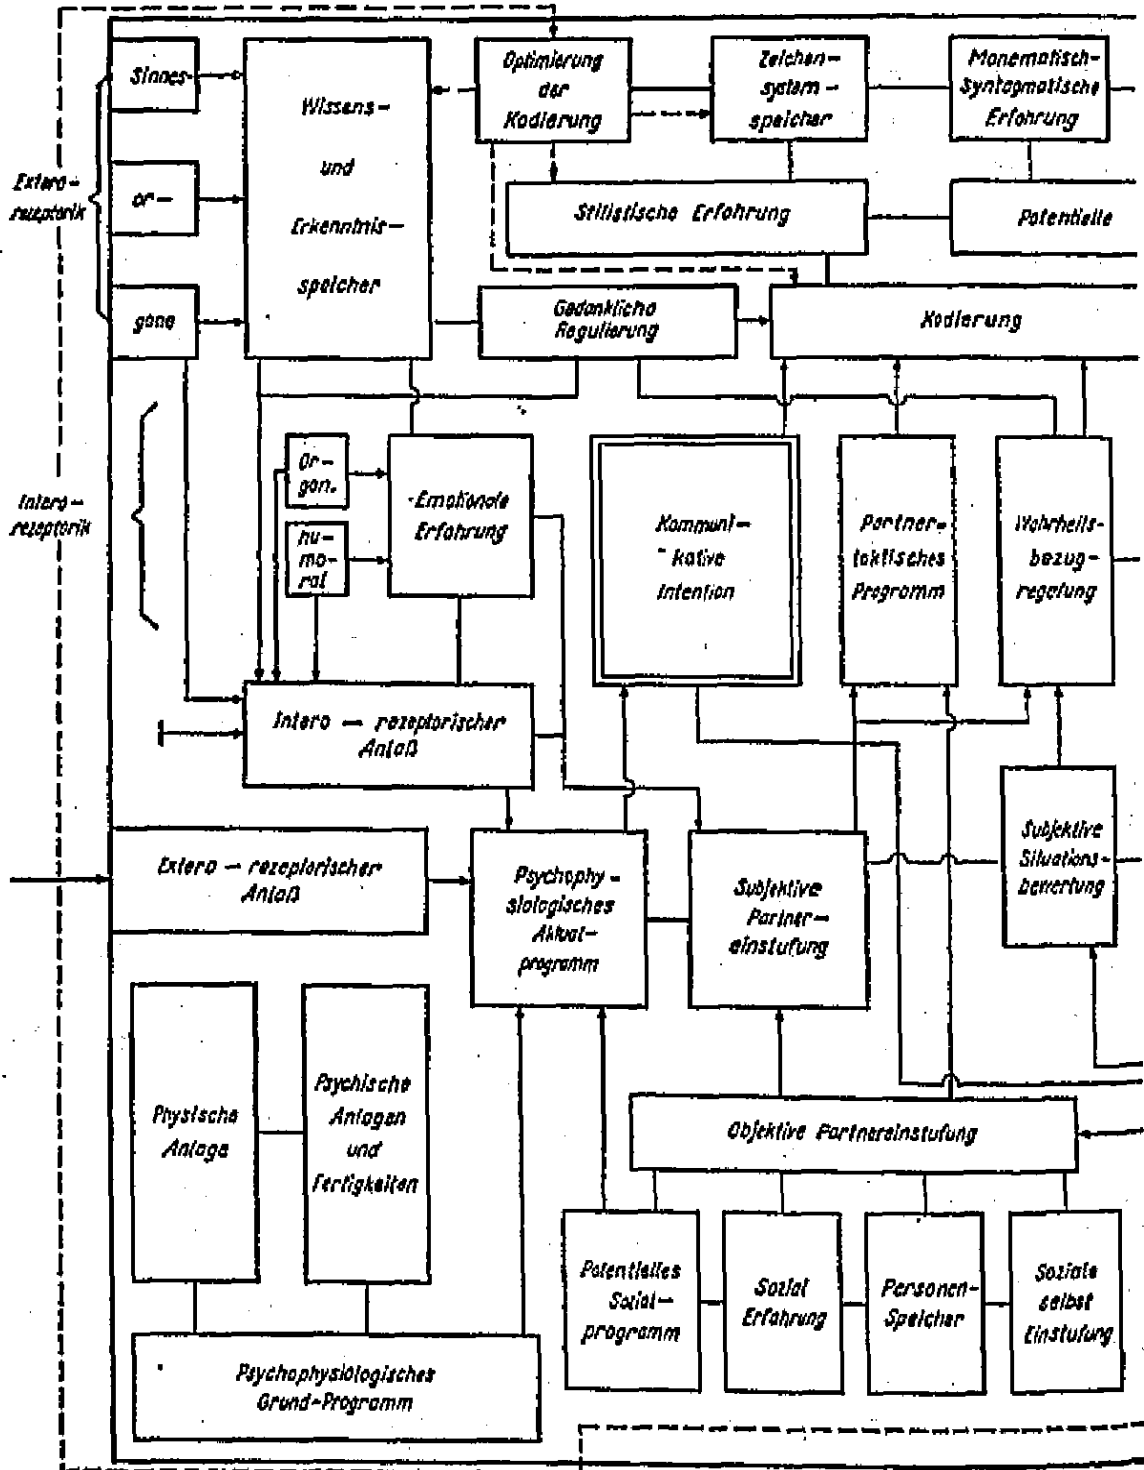 Sinnes-
or-
gane
Extero-
rezeptorik
Wissens-
und
Erkenntnis-
speicher
Optimierung
der
Kodierung
Zeichen-
system-
speicher
Monematisch-
Syntagmatische
Erfahrung
Stilistische Erfahrung
Potentielle
Gedankliche
Regulierung
Kodierung
Intero-
rezeptorik
Or-
gan.
hu-
mo-
ral
Emotionale
Erfahrung
Kommuni-
kative
Intention
Partner-
taktisches
Programm
Wahrheits-
bezug-
regelung
Intero - rezeptorischer
Anlaß
Extero - rezeptorischer
Anlaß
Psychophy-
siologisches
Aktual-
programm
Subjektive
Partner-
einstufung
Subjektive
Situations-
bewertung
Physische
Anlage
Psychische
Anlagen
und
Fertigkeiten
Objektive Partnereinstufung
Potentielles
Sozial-
programm
Sozial
Erfahrung
Personen-
Speicher
Soziale
selbst
Einstufung
Psychophysiologisches
Grund-Programm